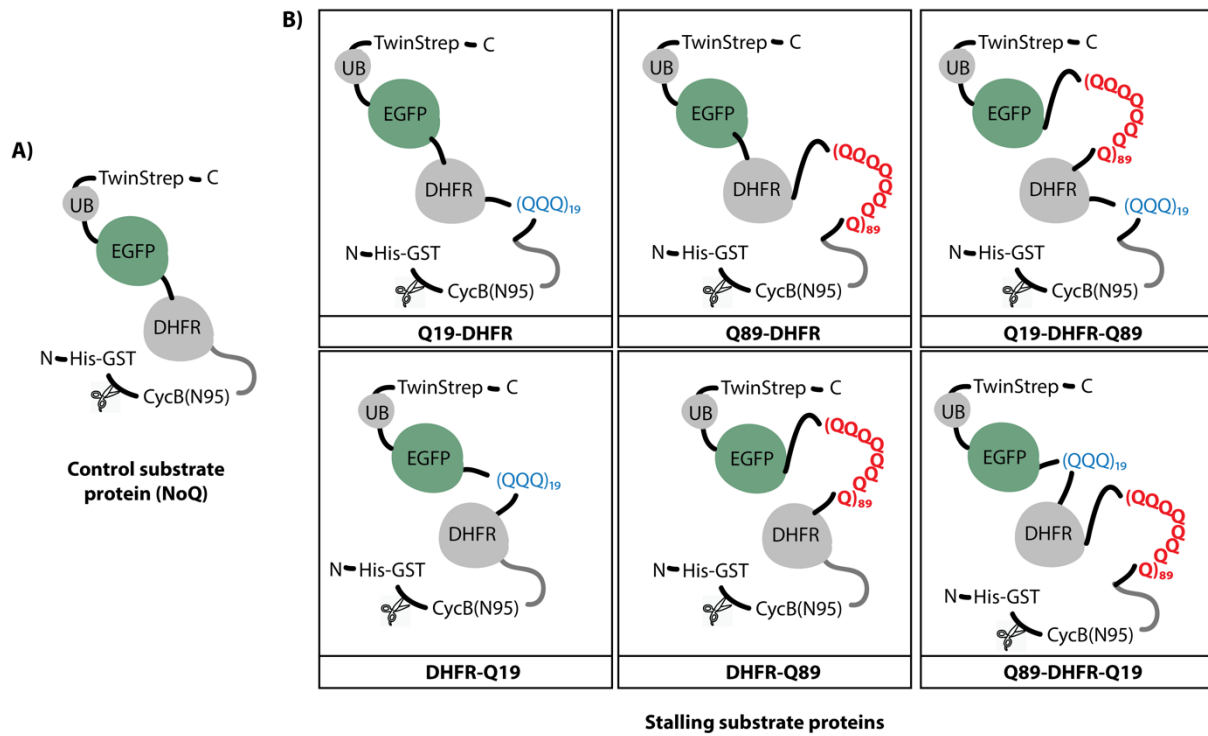 A)
TwinStrep C
UB
EGFP
DHFR
N His-GST
CycB(N95)
Control substrate
protein (NoQ)
B)
TwinStrep C
UB
EGFP
DHFR
(QQQ)19
N His-GST
CycB(N95)
Q19-DHFR
TwinStrep C
UB
EGFP
DHFR
(QQQQQQQQQ)89
N His-GST
CycB(N95)
Q89-DHFR
TwinStrep C
UB
EGFP
(QQQQQQQQQ)89
DHFR
(QQQ)19
N His-GST
CycB(N95)
Q19-DHFR-Q89
TwinStrep C
UB
EGFP
(QQQ)19
DHFR
N His-GST
CycB(N95)
DHFR-Q19
TwinStrep C
UB
EGFP
(QQQQQQQQQ)89
DHFR
N His-GST
CycB(N95)
DHFR-Q89
TwinStrep C
UB
EGFP
(QQQ)19
DHFR
(QQQQQQQQQ)89
N His-GST
CycB(N95)
Q89-DHFR-Q19
Stalling substrate proteins